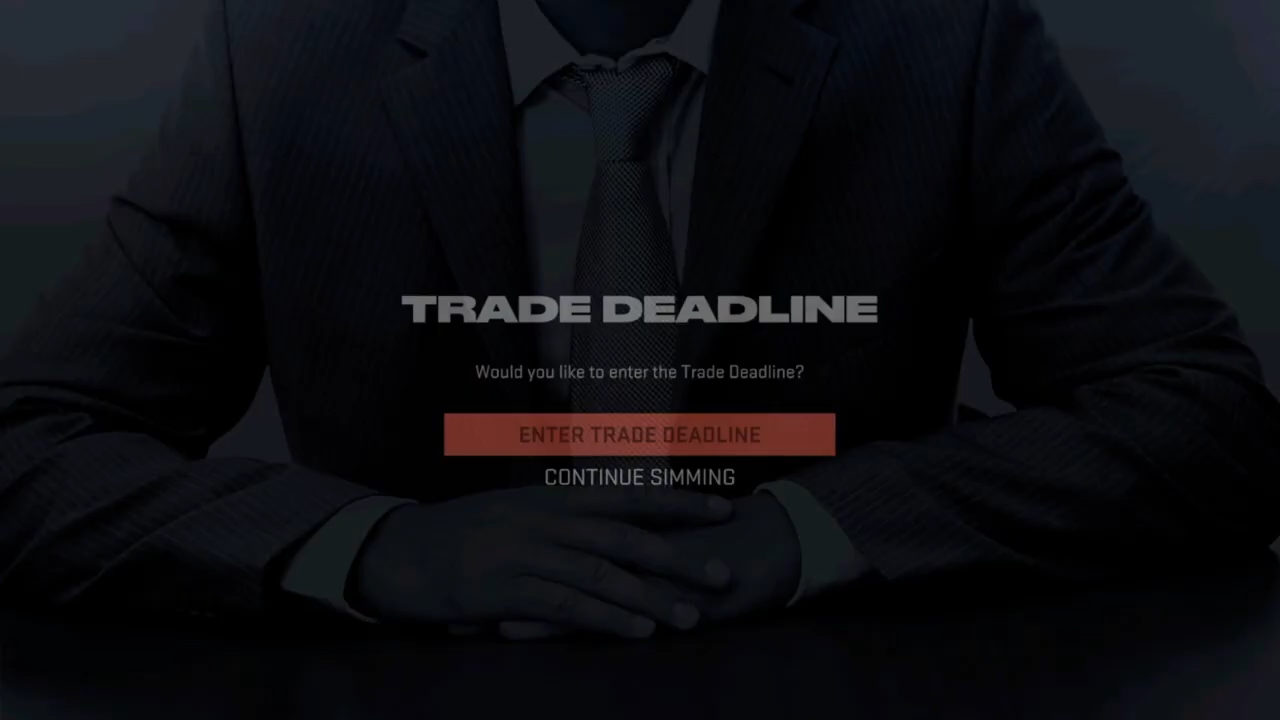 TRADE DEADLINE
Would you like to enter the Trade Deadline?
ENTER TRADE DEADLINE
CONTINUE SIMMING